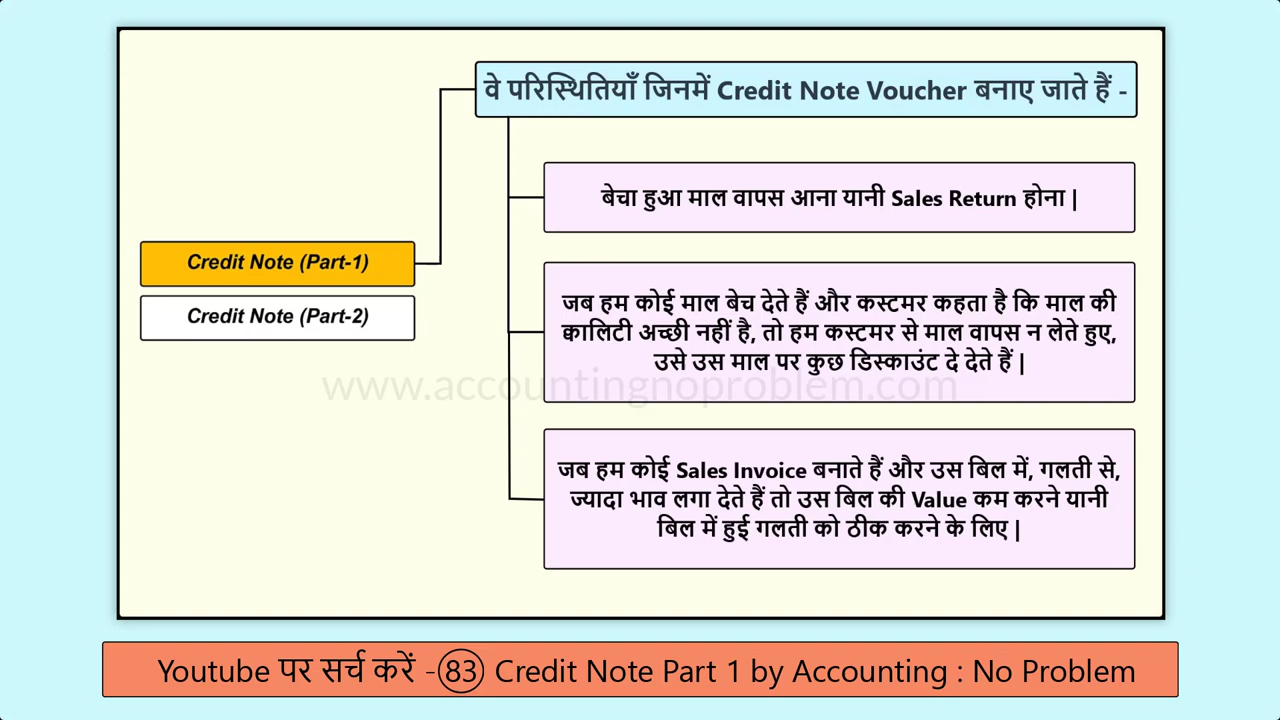 वे परिस्थितियाँ जिनमें Credit Note Voucher बनाए जाते हैं -
बेचा हुआ माल वापस आना यानी Sales Return होना |
Credit Note (Part-1)
Credit Note (Part-2)
जब हम कोई माल बेच देते हैं और कस्टमर कहता है कि माल की
क्वालिटी अच्छी नहीं है, तो हम कस्टमर से माल वापस न लेते हुए,
उसे उस माल पर कुछ डिस्काउंट दे देते हैं |
www.accountingnoproblem.com
जब हम कोई Sales Invoice बनाते हैं और उस बिल में, गलती से,
ज्यादा भाव लगा देते हैं तो उस बिल की Value कम करने यानी
बिल में हुई गलती को ठीक करने के लिए |
Youtube पर सर्च करें - 83 Credit Note Part 1 by Accounting : No Problem